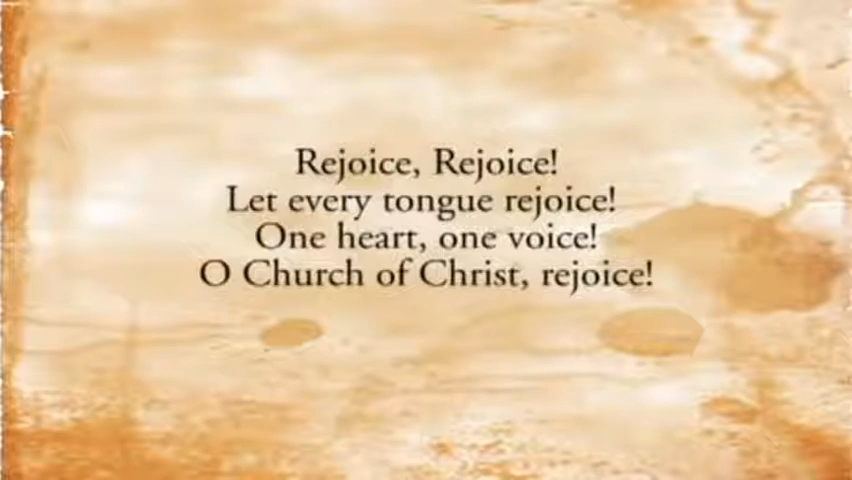 Rejoice, Rejoice!
Let every tongue rejoice!
One heart, one voice!
O Church of Christ, rejoice!